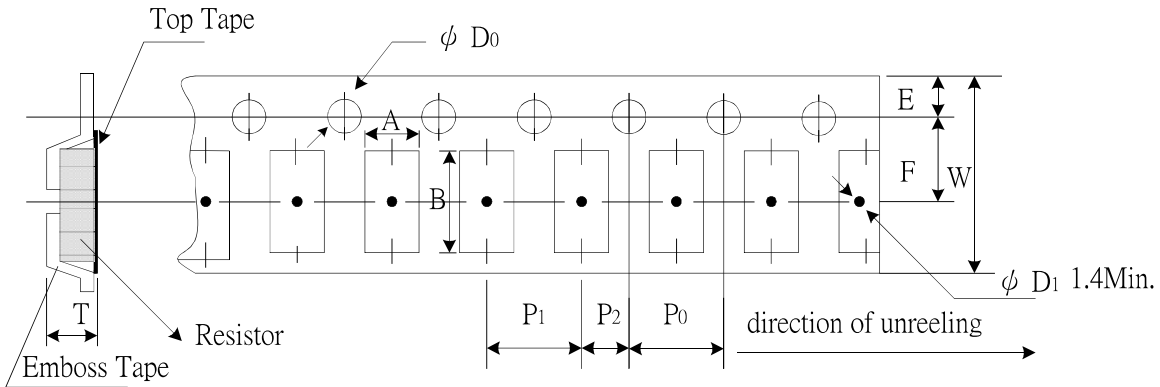 Top Tape
ψ D₀
E
A
F
W
B
ψ D₁ 1.4Min.
T
P₁
P₂
P₀
direction of unreeling
Resistor
Emboss Tape